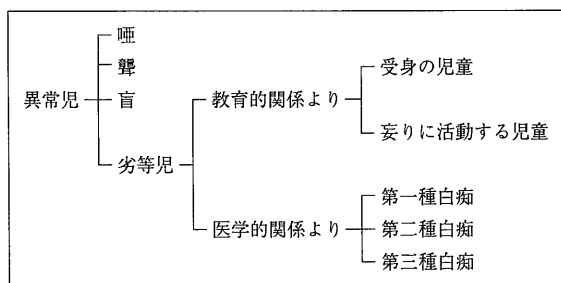 異常児
唖
聾
盲
劣等児
教育的関係より
受身の児童
妄りに活動する児童
医学的関係より
第一種白痴
第二種白痴
第三種白痴